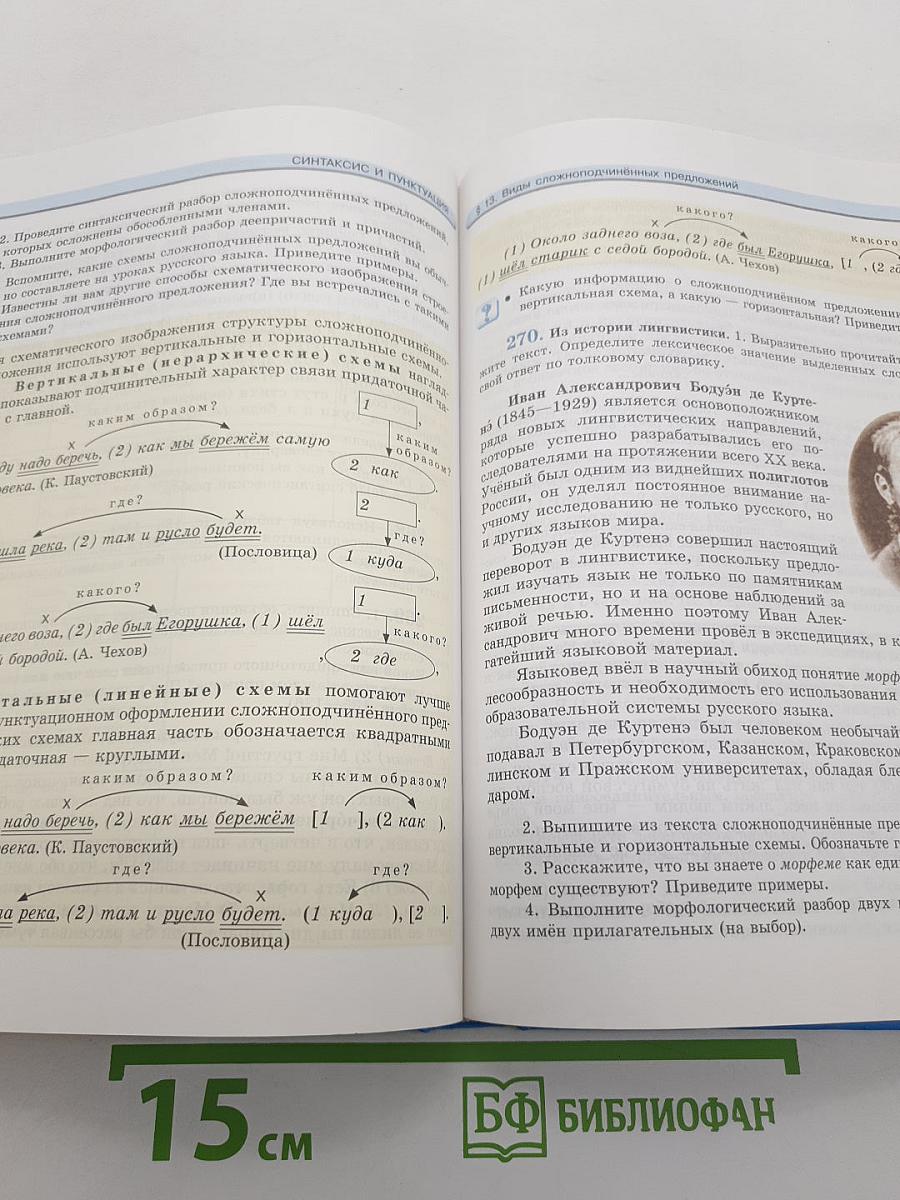 СИНТАКСИС И ПУНКТУАЦИЯ
2. Проведите синтаксический разбор сложноподчинённых предложений,
которых осложнены обособленными членами.
Выполните морфологический разбор деепричастий и причастий.
Вспомните, какие схемы сложноподчинённых предложений вы обыч-
но составляете на уроках русского языка. Приведите примеры.
Известны ли вам другие способы схематического изображения строе-
ния сложноподчинённого предложения? Где вы встречались с такими
схемами?
я схематического изображения структуры сложноподчинённо-
ложения используют вертикальные и горизонтальные схемы.
Вертикальные (иерархические) схемы нагляд-
показывают подчинительный характер связи придаточной ча-
с главной.
каким образом?
х
ду надо беречь, (2) как мы бережём самую
овека. (К. Паустовский)
1 ,
каким
образом?
2 как .
где?
х
шла река, (2) там и русло будет.
(Пословица)
2 .
где?
1 куда ,
какого?
х
него воза, (2) где был Егорушка, (1) шёл
й бородой. (А. Чехов)
1 .
какого?
, 2 где ,
тальные (линейные) схемы помогают лучше
унктуационном оформлении сложноподчинённого пред-
ких схемах главная часть обозначается квадратными
даточная — круглыми.
каким образом? каким образом?
х
надо беречь, (2) как мы бережём [1 ], (2 как ).
века. (К. Паустовский)
где? где?
х
ла река, (2) там и русло будет. (1 куда ), [2 ].
(Пословица)
§ 13. Виды сложноподчинённых предложений
какого? какого
х
(1) Около заднего воза, (2) где был Егорушка, [1 , (2 гд
(1) шёл старик с седой бородой. (А. Чехов)
? • Какую информацию о сложноподчинённом предложении
вертикальная схема, а какую — горизонтальная? Приведит
270. Из истории лингвистики. 1. Выразительно прочитай
жите текст. Определите лексическое значение выделенных сло
свой ответ по толковому словарику.
Иван Александрович Бодуэ́н де Курте-
нэ́ (1845—1929) является основоположником
ряда новых лингвистических направлений,
которые успешно разрабатывались его по-
следователями на протяжении всего XX века.
Учёный был одним из виднейших полиглотов
России, он уделял постоянное внимание на-
учному исследованию не только русского, но
и других языков мира.
Бодуэн де Куртенэ совершил настоящий
переворот в лингвистике, поскольку предло-
жил изучать язык не только по памятникам
письменности, но и на основе наблюдений за
живой речью. Именно поэтому Иван Алек-
сандрович много времени провёл в экспедициях, в к
гатейший языковой материал.
Языковед ввёл в научный обиход понятие морф
лесообразность и необходимость его использования
образовательной системы русского языка.
Бодуэн де Куртенэ был человеком необычай
подавал в Петербургском, Казанском, Краковском
линском и Пражском университетах, обладая бле
даром.
2. Выпишите из текста сложноподчинённые пре
вертикальные и горизонтальные схемы. Обозначьте г
3. Расскажите, что вы знаете о морфеме как еди
морфем существуют? Приведите примеры.
4. Выполните морфологический разбор двух
двух имён прилагательных (на выбор).
15 см
БФ БИБЛИОФАН